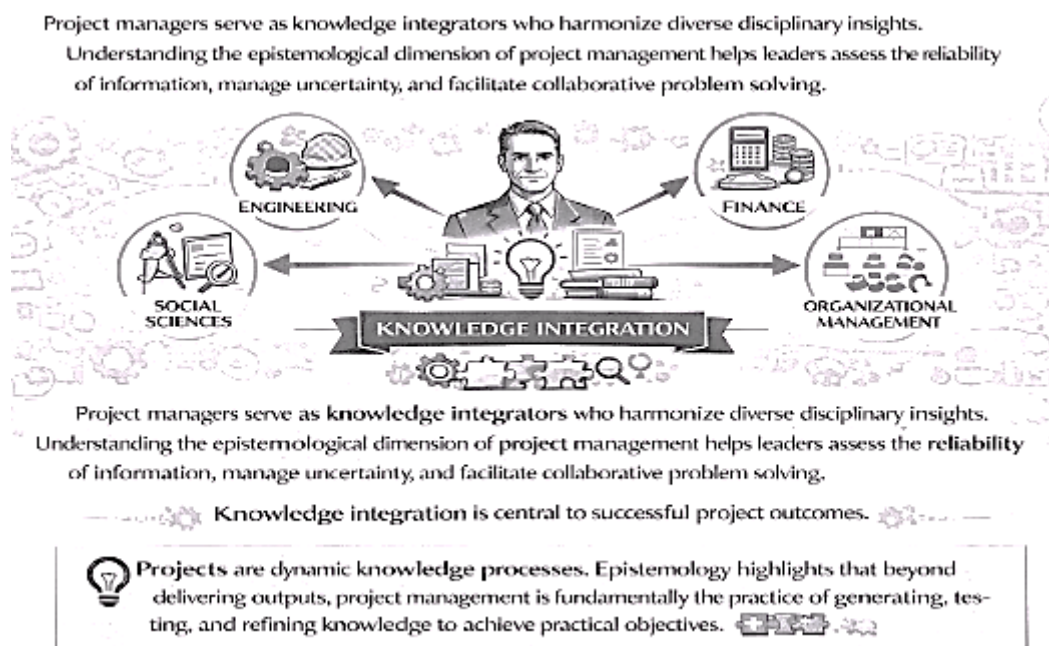 Project managers serve as knowledge integrators who harmonize diverse disciplinary insights.
Understanding the epistemological dimension of project management helps leaders assess the reliability
of information, manage uncertainty, and facilitate collaborative problem solving.
ENGINEERING
FINANCE
SOCIAL
SCIENCES
ORGANIZATIONAL
MANAGEMENT
KNOWLEDGE INTEGRATION
Project managers serve as knowledge integrators who harmonize diverse disciplinary insights.
Understanding the epistemological dimension of project management helps leaders assess the reliability
of information, manage uncertainty, and facilitate collaborative problem solving.
Knowledge integration is central to successful project outcomes.
Projects are dynamic knowledge processes. Epistemology highlights that beyond
delivering outputs, project management is fundamentally the practice of generating, tes-
ting, and refining knowledge to achieve practical objectives.